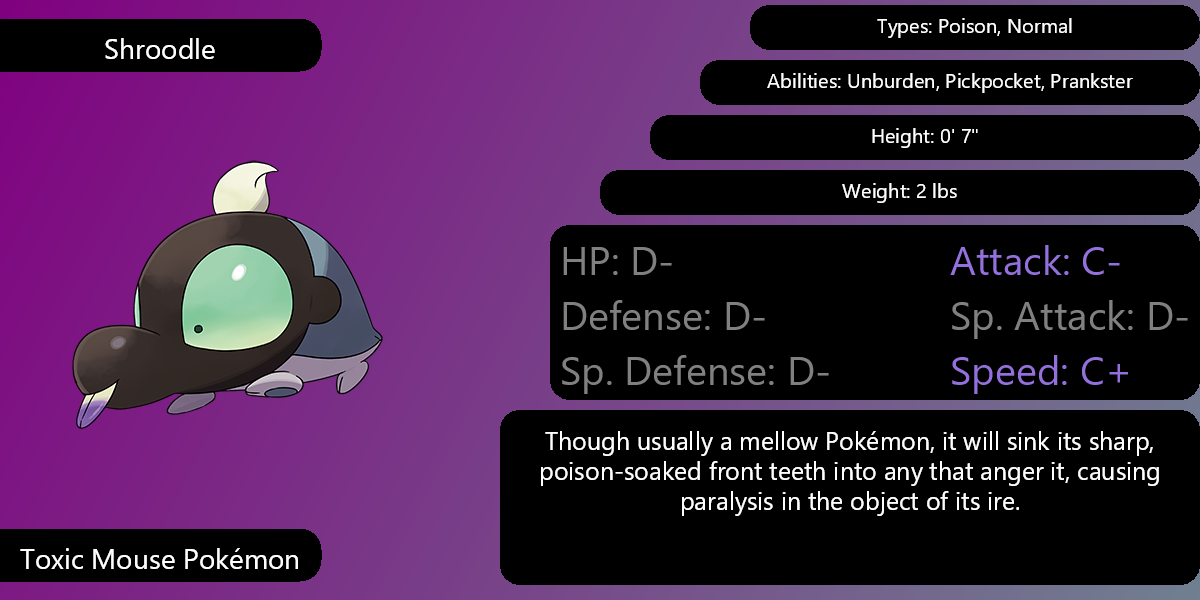 Shroodle
Types: Poison, Normal
Abilities: Unburden, Pickpocket, Prankster
Height: 0' 7"
Weight: 2 lbs
HP: D-
Attack: C-
Defense: D-
Sp. Attack: D-
Sp. Defense: D-
Speed: C+
Though usually a mellow Pokémon, it will sink its sharp,
poison-soaked front teeth into any that anger it, causing
paralysis in the object of its ire.
Toxic Mouse Pokémon